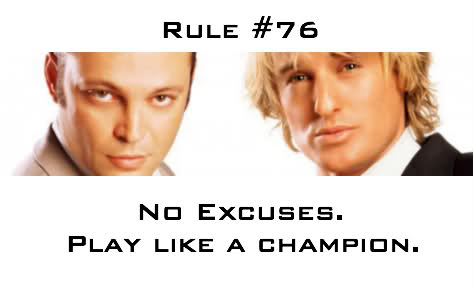 Rule #76
No Excuses.
Play like a champion.